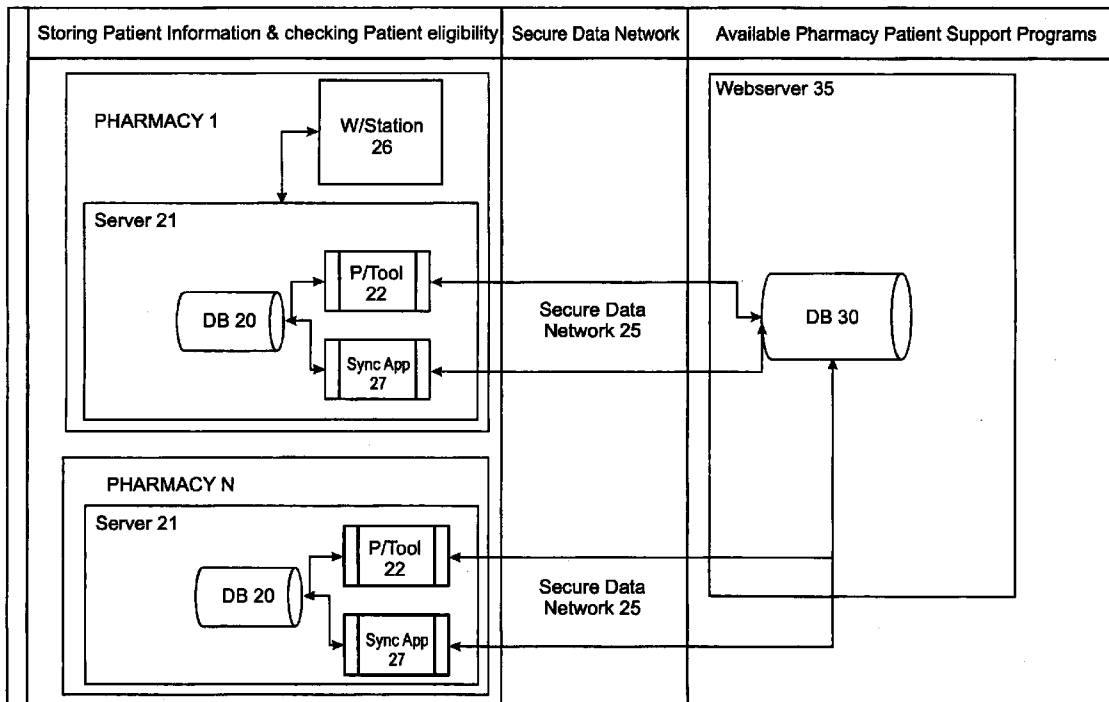 Storing Patient Information & checking Patient eligibility
Secure Data Network
Available Pharmacy Patient Support Programs
PHARMACY 1
W/Station
26
Server 21
P/Tool
22
DB 20
Sync App
27
Secure Data
Network 25
Webserver 35
DB 30
PHARMACY N
Server 21
P/Tool
22
DB 20
Sync App
27
Secure Data
Network 25